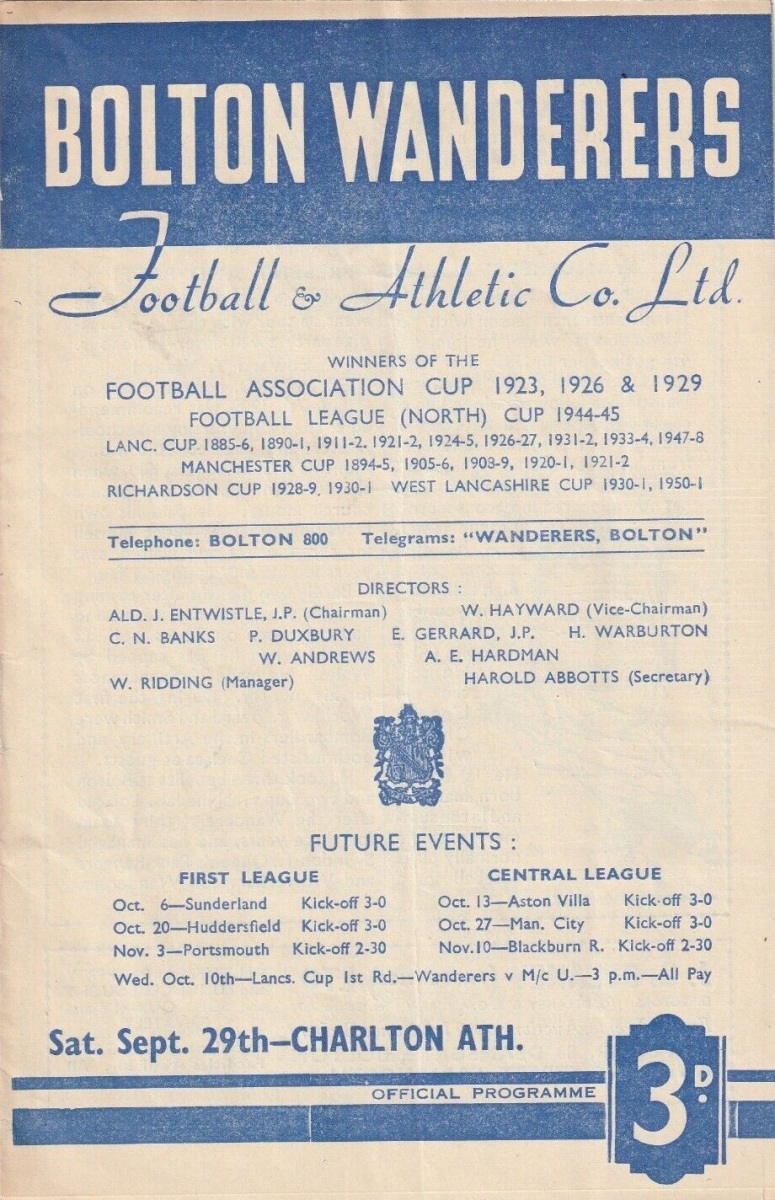 BOLTON WANDERERS
Football & Athletic Co. Ltd.
WINNERS OF THE
FOOTBALL ASSOCIATION CUP 1923, 1926 & 1929
FOOTBALL LEAGUE (NORTH) CUP 1944-45
LANC. CUP 1885-6, 1890-1, 1911-2. 1921-2, 1924-5, 1926-27, 1931-2, 1933-4, 1947-8
MANCHESTER CUP 1894-5, 1905-6, 1908-9, 1920-1, 1921-2
RICHARDSON CUP 1928-9, 1930-1 WEST LANCASHIRE CUP 1930-1, 1950-1
Telephone: BOLTON 800 Telegrams: "WANDERERS, BOLTON"
DIRECTORS :
ALD. J. ENTWISTLE, J.P. (Chairman) W. HAYWARD (Vice-Chairman)
C. N. BANKS P. DUXBURY E. GERRARD, J.P. H. WARBURTON
W. ANDREWS A. E. HARDMAN
W. RIDDING (Manager) HAROLD ABBOTTS (Secretary)
FUTURE EVENTS :
FIRST LEAGUE
Oct. 6—Sunderland Kick-off 3-0
Oct. 20—Huddersfield Kick-off 3-0
Nov. 3—Portsmouth Kick-off 2-30
CENTRAL LEAGUE
Oct. 13—Aston Villa Kick-off 3-0
Oct. 27—Man. City Kick-off 3-0
Nov. 10—Blackburn R. Kick-off 2-30
Wed. Oct. 10th—Lancs. Cup 1st Rd.—Wanderers v M/c U.—3 p.m.—All Pay
Sat. Sept. 29th—CHARLTON ATH.
OFFICIAL PROGRAMME
3D.